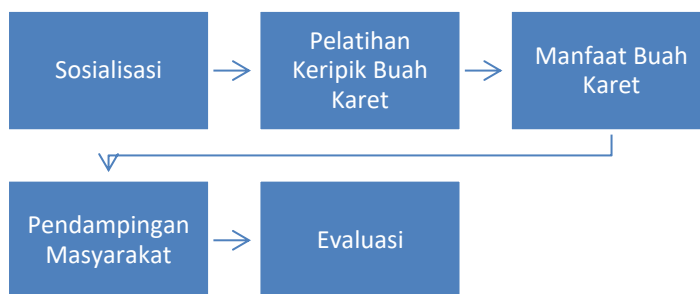 Sosialisasi
Pelatihan
Keripik Buah
Karet
Manfaat Buah
Karet
Pendampingan
Masyarakat
Evaluasi